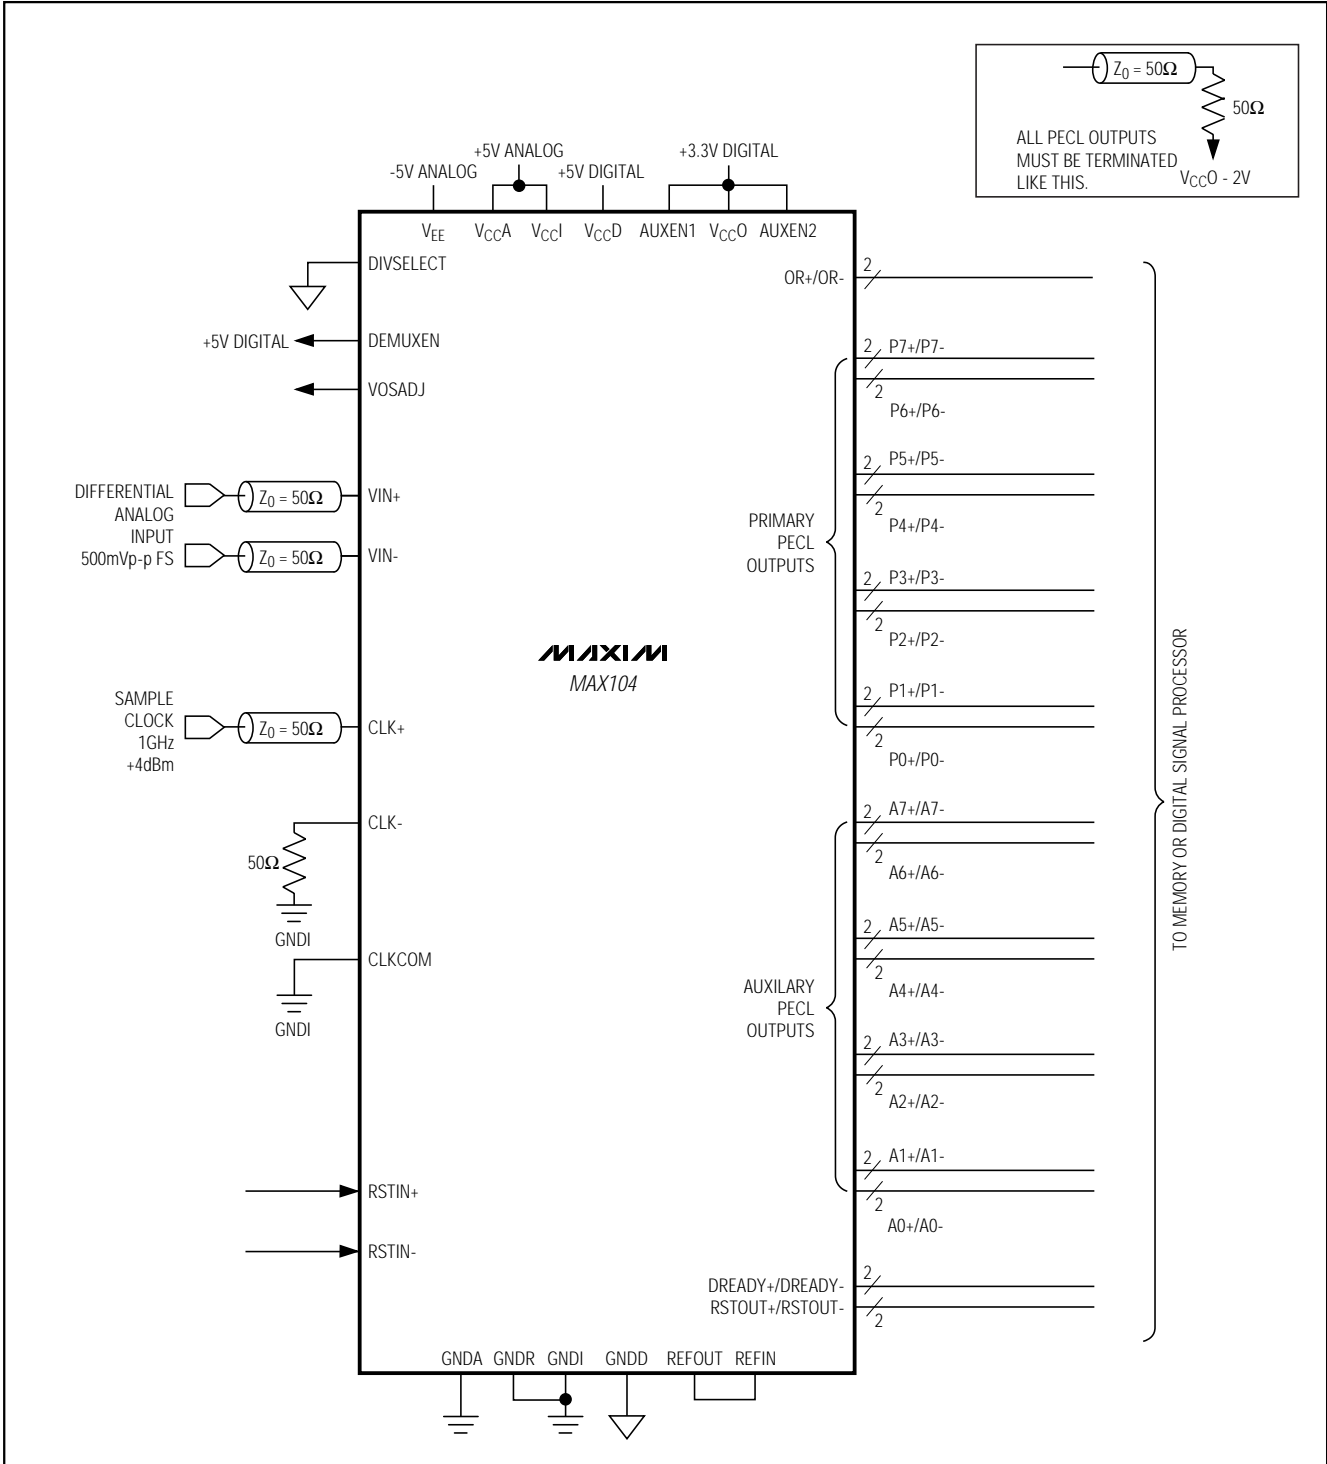 Z0 = 50Ω
50Ω
ALL PECL OUTPUTS
MUST BE TERMINATED
LIKE THIS.
VCCO - 2V
-5V ANALOG
+5V ANALOG
+5V DIGITAL
+3.3V DIGITAL
VEE
VCCA
VCCI
VCCD
AUXEN1
VCCO
AUXEN2
DIVSELECT
+5V DIGITAL
DEMUXEN
VOSADJ
DIFFERENTIAL
ANALOG
INPUT
500mVp-p FS
Z0 = 50Ω
VIN+
Z0 = 50Ω
VIN-
MAXIM
MAX104
SAMPLE
CLOCK
1GHz
+4dBm
Z0 = 50Ω
CLK+
CLK-
50Ω
GNDI
CLKCOM
GNDI
RSTIN+
RSTIN-
OR+/OR-
2
PRIMARY
PECL
OUTPUTS
2
P7+/P7-
2
P6+/P6-
2
P5+/P5-
2
P4+/P4-
2
P3+/P3-
2
P2+/P2-
2
P1+/P1-
2
P0+/P0-
AUXILARY
PECL
OUTPUTS
2
A7+/A7-
2
A6+/A6-
2
A5+/A5-
2
A4+/A4-
2
A3+/A3-
2
A2+/A2-
2
A1+/A1-
2
A0+/A0-
DREADY+/DREADY-
2
RSTOUT+/RSTOUT-
2
TO MEMORY OR DIGITAL SIGNAL PROCESSOR
GNDA
GNDR
GNDI
GNDD
REFOUT
REFIN